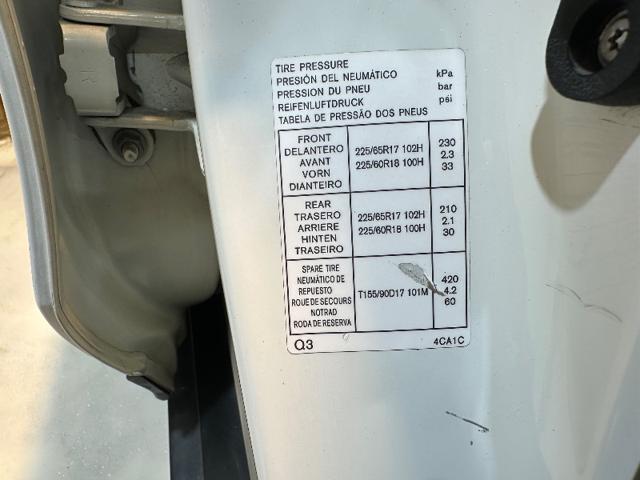 TIRE PRESSURE
PRESIÓN DEL NEUMÁTICO kPa
PRESSION DU PNEU bar
REIFENLUFTDRUCK psi
TABELA DE PRESSÃO DOS PNEUS
FRONT
DELANTERO
AVANT
VORN
DIANTEIRO
225/65R17 102H
225/60R18 100H
230
2.3
33
REAR
TRASERO
ARRIERE
HINTEN
TRASEIRO
225/65R17 102H
225/60R18 100H
210
2.1
30
SPARE TIRE
NEUMÁTICO DE
REPUESTO
ROUE DE SECOURS
NOTRAD
RODA DE RESERVA
T155/90D17 101M
420
4.2
60
Q3 4CA1C